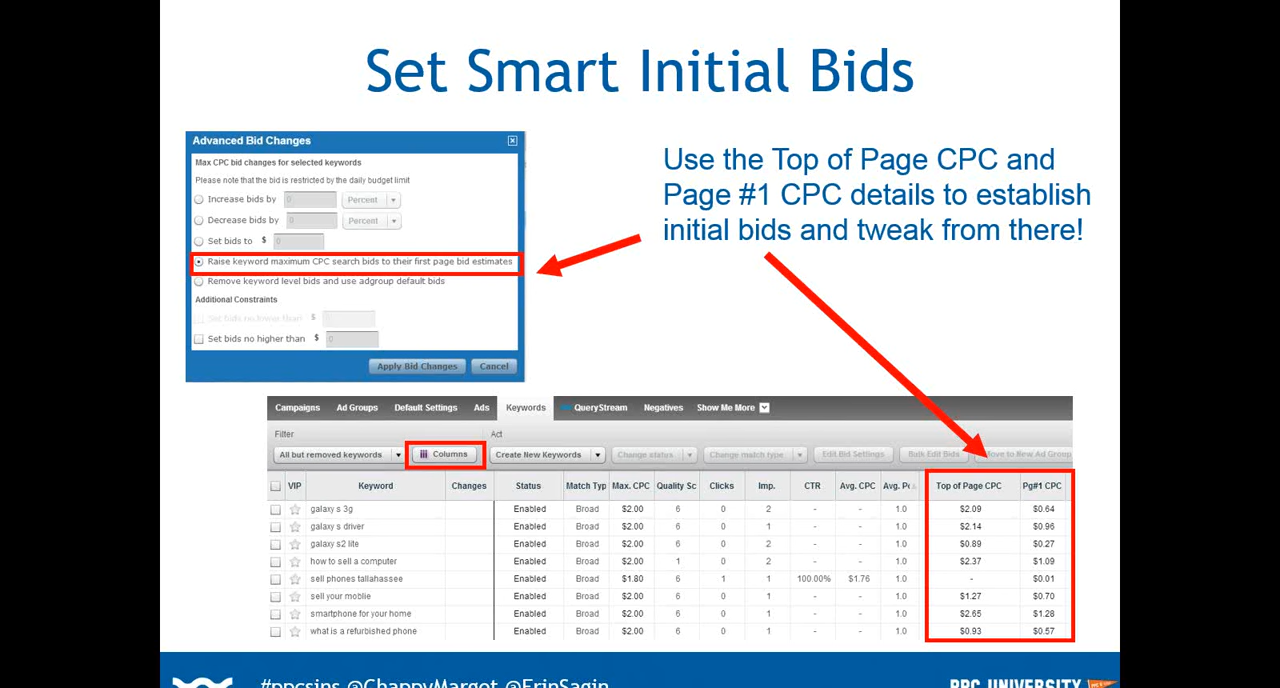 Set Smart Initial Bids
Advanced Bid Changes
Max CPC bid changes for selected keywords
Please note that the bid is restricted by the daily budget limit
Increase bids by 0 Percent
Decrease bids by 0 Percent
Set bids to $ 0
Raise keyword maximum CPC search bids to their first page bid estimates
Remove keyword level bids and use adgroup default bids
Additional Constraints
Set bids no lower than $ 0
Set bids no higher than $ 0
Apply Bid Changes Cancel
Use the Top of Page CPC and
Page #1 CPC details to establish
initial bids and tweak from there!
Campaigns Ad Groups Default Settings Ads Keywords QueryStream Negatives Show Me More
Filter Act
All but removed keywords Columns Create New Keywords Change status Change match type Edit Bid Settings Bulk Edit Bids Move to New Ad Group
VIP Keyword Changes Status Match Typ Max. CPC Quality Sc Clicks Imp. CTR Avg. CPC Avg. Po Top of Page CPC Pg#1 CPC
galaxy s 3g Enabled Broad $2.00 6 0 2 - - 1.0 $2.09 $0.64
galaxy s driver Enabled Broad $2.00 6 0 1 - - 1.0 $2.14 $0.96
galaxy s2 lite Enabled Broad $2.00 6 0 2 - - 1.0 $0.89 $0.27
how to sell a computer Enabled Broad $2.00 1 0 2 - - 1.0 $2.37 $1.09
sell phones tallahassee Enabled Broad $1.80 6 1 1 100.00% $1.76 1.0 - $0.01
sell your moblie Enabled Broad $2.00 6 0 1 - - 1.0 $1.27 $0.70
smartphone for your home Enabled Broad $2.00 6 0 1 - - 1.0 $2.65 $1.28
what is a refurbished phone Enabled Broad $2.00 6 0 1 - - 1.0 $0.93 $0.57
#ppcsins @ChappyMargot @ErinSagin PPC UNIVERSITY